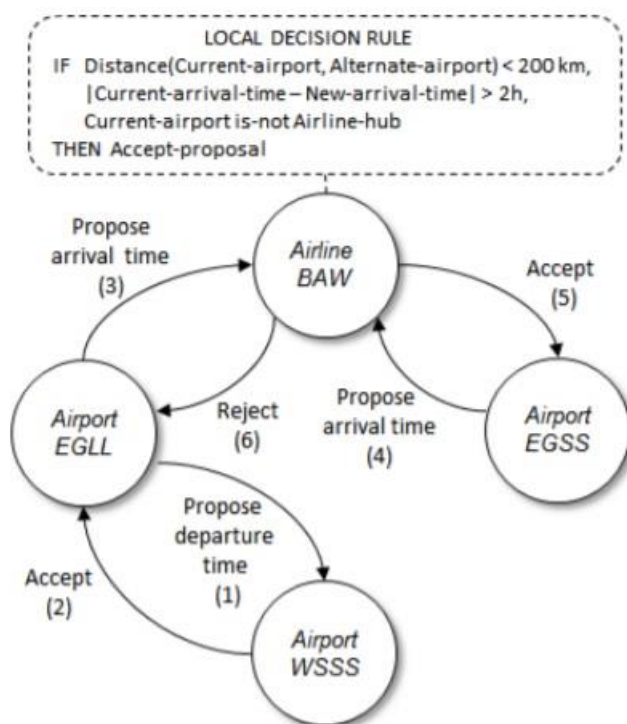 LOCAL DECISION RULE
IF Distance(Current-airport, Alternate-airport) < 200 km,
|Current-arrival-time – New-arrival-time| > 2h,
Current-airport is-not Airline-hub
THEN Accept-proposal
Propose
arrival time
(3)
Airline
BAW
Accept
(5)
Airport
EGLL
Reject
(6)
Propose
arrival time
(4)
Airport
EGSS
Propose
departure
time
(1)
Accept
(2)
Airport
WSSS